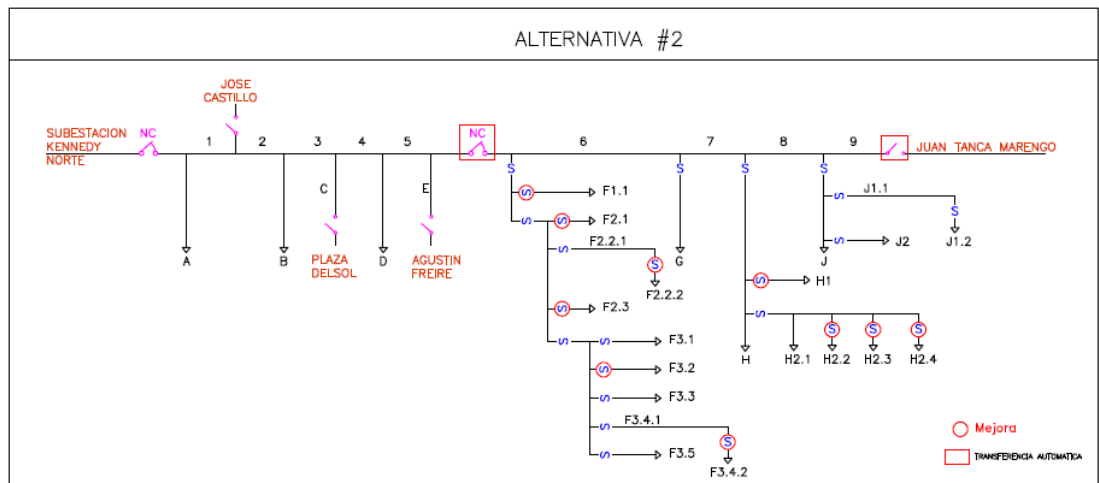 ALTERNATIVA #2
JOSE
CASTILLO
SUBESTACION
KENNEDY
NORTE
NC
1
2
3
4
5
NC
6
7
8
9
JUAN TANCA MARENGO
S
S
S
C
E
S
F1.1
S
J1.1
S
S
F2.1
S
S
F2.2.1
A
B
PLAZA
DELSOL
D
AGUSTIN
FREIRE
S
F2.2.2
G
S
J2
J
J1.2
S
H1
S
F2.3
S
S
S
S
S
F3.1
H
H2.1
H2.2
H2.3
H2.4
S
F3.2
S
F3.3
S
F3.4.1
S
F3.4.2
S
F3.5
S
S
S
Mejora
TRANSFERENCIA AUTOMATICA